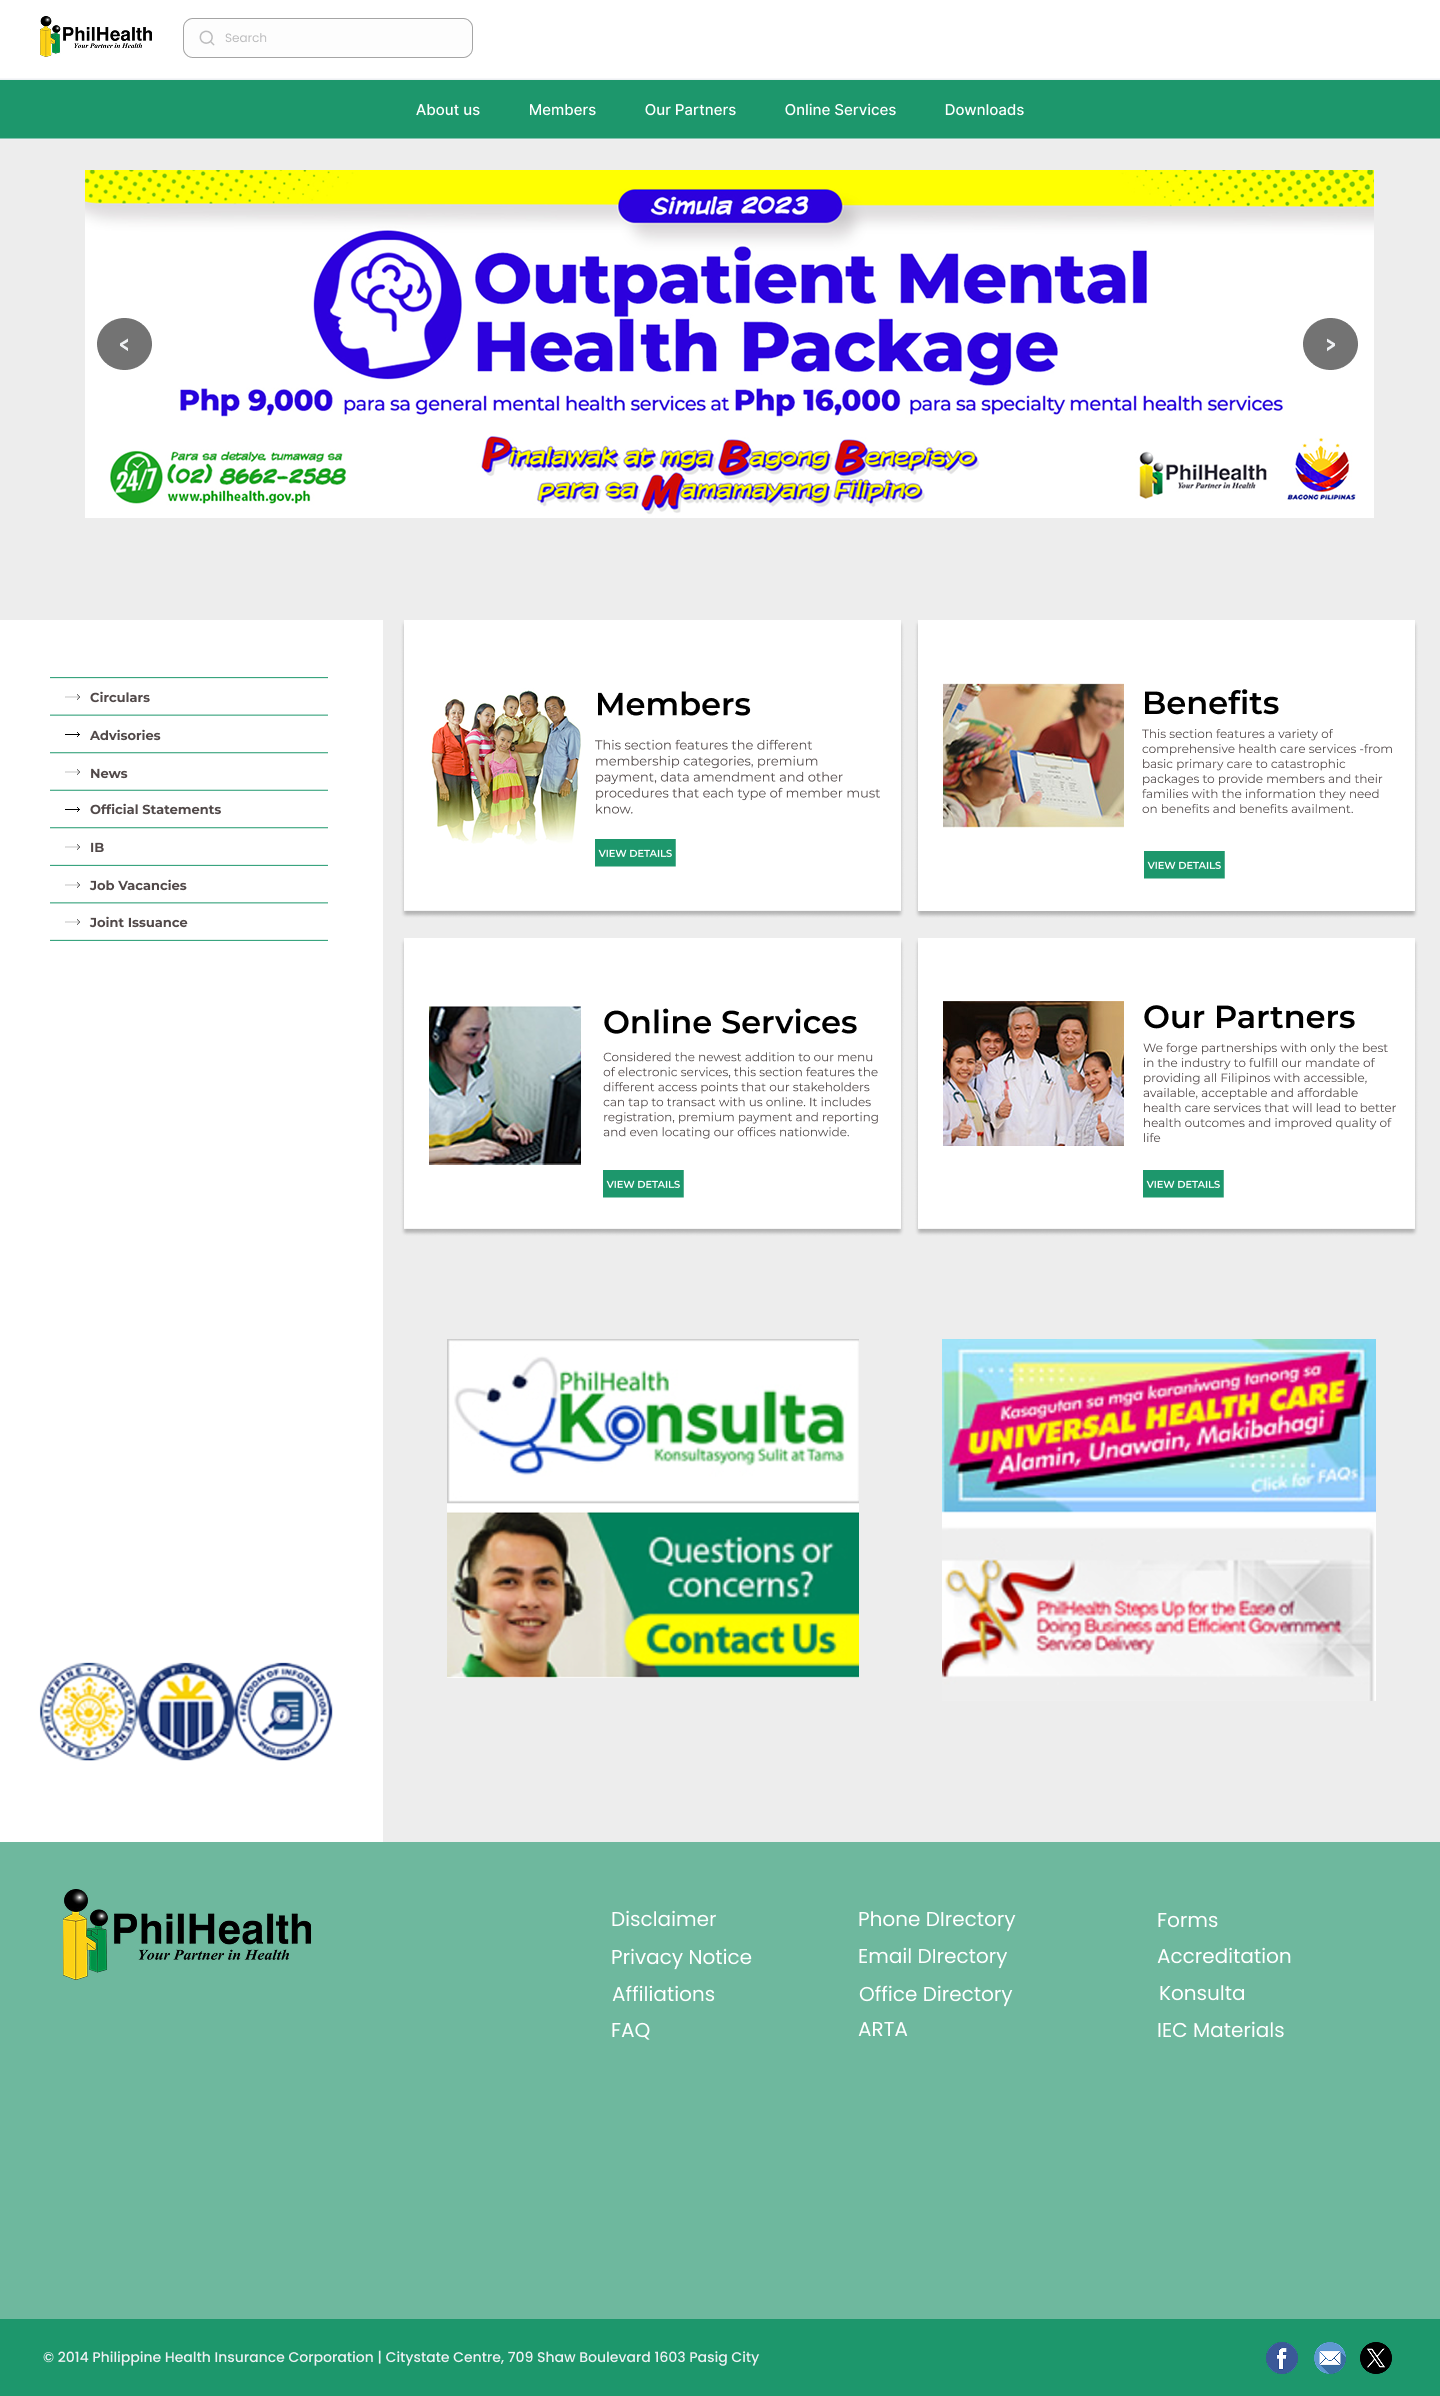 PhilHealth
Your Partner in Health
Search
About us
Members
Our Partners
Online Services
Downloads
Simula 2023
Outpatient Mental
Health Package
Php 9,000 para sa general mental health services at Php 16,000 para sa specialty mental health services
24/7
Para sa detalye, tumawag sa
(02) 8662-2588
www.philhealth.gov.ph
Pinalawak at mga Bagong Benepisyo
para sa Mamamayang Filipino
PhilHealth
Your Partner in Health
BAGONG PILIPINAS
Circulars
Advisories
News
Official Statements
IB
Job Vacancies
Joint Issuance
Members
This section features the different
membership categories, premium
payment, data amendment and other
procedures that each type of member must
know.
VIEW DETAILS
Benefits
This section features a variety of
comprehensive health care services -from
basic primary care to catastrophic
packages to provide members and their
families with the information they need
on benefits and benefits availment.
VIEW DETAILS
Online Services
Considered the newest addition to our menu
of electronic services, this section features the
different access points that our stakeholders
can tap to transact with us online. It includes
registration, premium payment and reporting
and even locating our offices nationwide.
VIEW DETAILS
Our Partners
We forge partnerships with only the best
in the industry to fulfill our mandate of
providing all Filipinos with accessible,
available, acceptable and affordable
health care services that will lead to better
health outcomes and improved quality of
life
VIEW DETAILS
PhilHealth
Konsulta
Konsultasyong Sulit at Tama
Kasagutan sa mga karaniwang tanong sa
UNIVERSAL HEALTH CARE
Alamin, Unawain, Makibahagi
Click for FAQs
Questions or
concerns?
Contact Us
PhilHealth Steps Up for the Ease of
Doing Business and Efficient Government
Service Delivery
PHILIPPINE TRANSPARENCY SEAL
CORPORATE GOVERNANCE
FREEDOM OF INFORMATION PHILIPPINES
PhilHealth
Your Partner in Health
Disclaimer
Privacy Notice
Affiliations
FAQ
Phone DIrectory
Email DIrectory
Office Directory
ARTA
Forms
Accreditation
Konsulta
IEC Materials
© 2014 Philippine Health Insurance Corporation | Citystate Centre, 709 Shaw Boulevard 1603 Pasig City